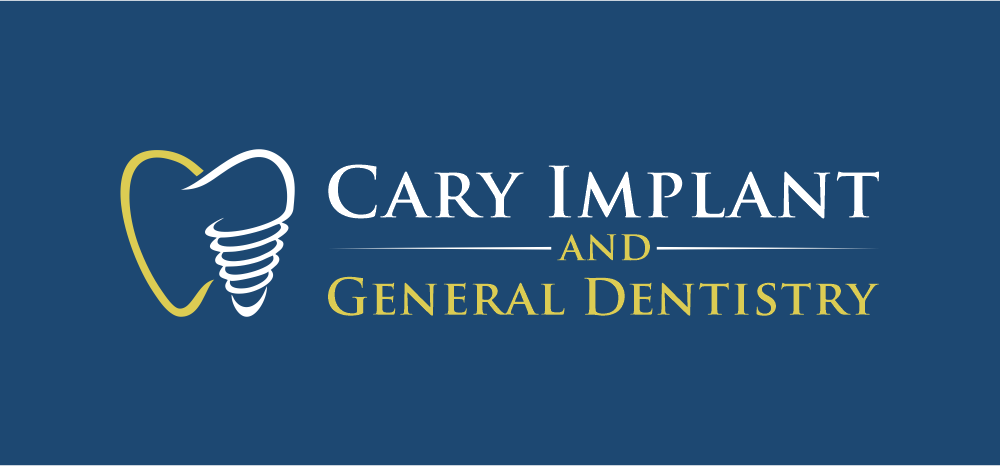 Cary Implant
and
General Dentistry